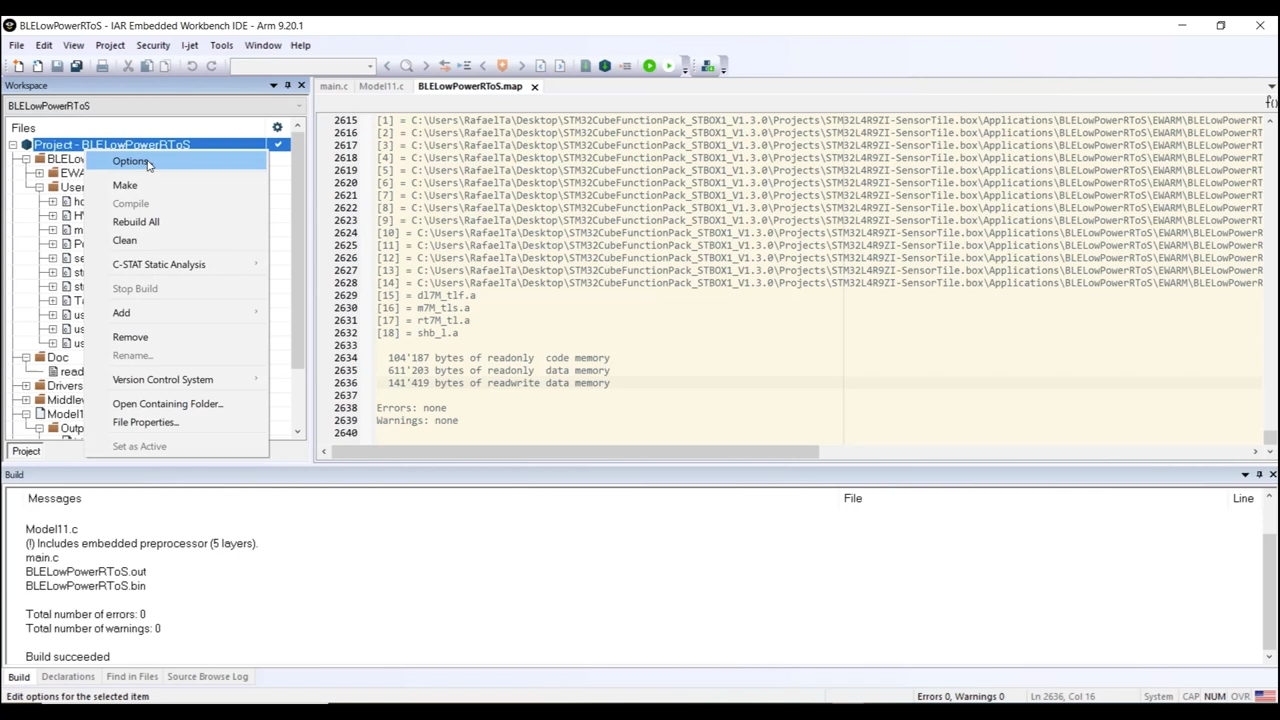 BLELowPowerRToS - IAR Embedded Workbench IDE - Arm 9.20.1
File Edit View Project Security I-jet Tools Window Help
Workspace
main.c Model11.c BLELowPowerRToS.map
BLELowPowerRToS
Files
Project - BLELowPowerRToS
BLELow
EWA
User
Doc
read
Drivers
Middlew
Model1
Outp
Project
Options...
Make
Compile
Rebuild All
Clean
C-STAT Static Analysis
Stop Build
Add
Remove
Rename...
Version Control System
Open Containing Folder...
File Properties...
Set as Active
2615 [1] = C:\Users\RafaelTa\Desktop\STM32CubeFunctionPack_STBOX1_V1.3.0\Projects\STM32L4R9ZI-SensorTile.box\Applications\BLELowPowerRToS\EWARM\BLELowPowerRT
2616 [2] = C:\Users\RafaelTa\Desktop\STM32CubeFunctionPack_STBOX1_V1.3.0\Projects\STM32L4R9ZI-SensorTile.box\Applications\BLELowPowerRToS\EWARM\BLELowPowerRT
2617 [3] = C:\Users\RafaelTa\Desktop\STM32CubeFunctionPack_STBOX1_V1.3.0\Projects\STM32L4R9ZI-SensorTile.box\Applications\BLELowPowerRToS\EWARM\BLELowPowerRT
2618 [4] = C:\Users\RafaelTa\Desktop\STM32CubeFunctionPack_STBOX1_V1.3.0\Projects\STM32L4R9ZI-SensorTile.box\Applications\BLELowPowerRToS\EWARM\BLELowPowerRT
2619 [5] = C:\Users\RafaelTa\Desktop\STM32CubeFunctionPack_STBOX1_V1.3.0\Projects\STM32L4R9ZI-SensorTile.box\Applications\BLELowPowerRToS\EWARM\BLELowPowerRT
2620 [6] = C:\Users\RafaelTa\Desktop\STM32CubeFunctionPack_STBOX1_V1.3.0\Projects\STM32L4R9ZI-SensorTile.box\Applications\BLELowPowerRToS\EWARM\BLELowPowerRT
2621 [7] = C:\Users\RafaelTa\Desktop\STM32CubeFunctionPack_STBOX1_V1.3.0\Projects\STM32L4R9ZI-SensorTile.box\Applications\BLELowPowerRToS\EWARM\BLELowPowerRT
2622 [8] = C:\Users\RafaelTa\Desktop\STM32CubeFunctionPack_STBOX1_V1.3.0\Projects\STM32L4R9ZI-SensorTile.box\Applications\BLELowPowerRToS\EWARM\BLELowPowerRT
2623 [9] = C:\Users\RafaelTa\Desktop\STM32CubeFunctionPack_STBOX1_V1.3.0\Projects\STM32L4R9ZI-SensorTile.box\Applications\BLELowPowerRToS\EWARM\BLELowPowerRT
2624 [10] = C:\Users\RafaelTa\Desktop\STM32CubeFunctionPack_STBOX1_V1.3.0\Projects\STM32L4R9ZI-SensorTile.box\Applications\BLELowPowerRToS\EWARM\BLELowPowerR
2625 [11] = C:\Users\RafaelTa\Desktop\STM32CubeFunctionPack_STBOX1_V1.3.0\Projects\STM32L4R9ZI-SensorTile.box\Applications\BLELowPowerRToS\EWARM\BLELowPowerR
2626 [12] = C:\Users\RafaelTa\Desktop\STM32CubeFunctionPack_STBOX1_V1.3.0\Projects\STM32L4R9ZI-SensorTile.box\Applications\BLELowPowerRToS\EWARM\BLELowPowerR
2627 [13] = C:\Users\RafaelTa\Desktop\STM32CubeFunctionPack_STBOX1_V1.3.0\Projects\STM32L4R9ZI-SensorTile.box\Applications\BLELowPowerRToS\EWARM\BLELowPowerR
2628 [14] = C:\Users\RafaelTa\Desktop\STM32CubeFunctionPack_STBOX1_V1.3.0\Projects\STM32L4R9ZI-SensorTile.box\Applications\BLELowPowerRToS\EWARM\BLELowPowerR
2629 [15] = dl7M_tlf.a
2630 [16] = m7M_tls.a
2631 [17] = rt7M_tl.a
2632 [18] = shb_l.a
2633
2634 104'187 bytes of readonly code memory
2635 611'203 bytes of readonly data memory
2636 141'419 bytes of readwrite data memory
2637
2638 Errors: none
2639 Warnings: none
2640
Build
Messages File Line
Model11.c
(!) Includes embedded preprocessor (5 layers).
main.c
BLELowPowerRToS.out
BLELowPowerRToS.bin
Total number of errors: 0
Total number of warnings: 0
Build succeeded
Build Declarations Find in Files Source Browse Log
Edit options for the selected item Errors 0, Warnings 0 Ln 2636, Col 16 System CAP NUM OVR